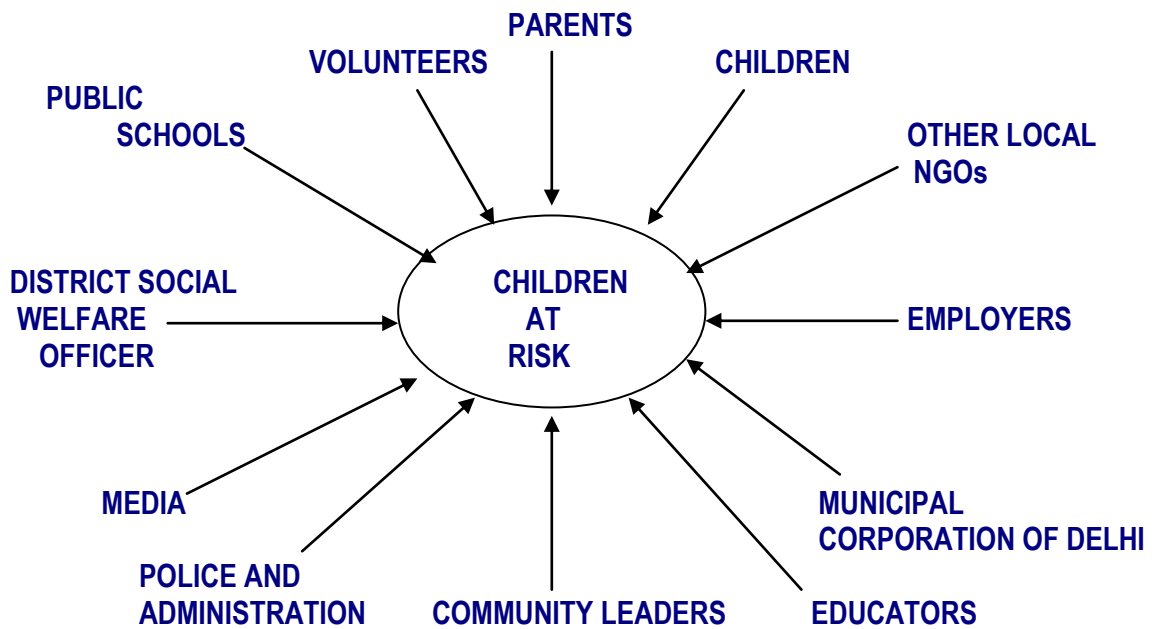 PARENTS
VOLUNTEERS
CHILDREN
PUBLIC
SCHOOLS
OTHER LOCAL
NGOs
DISTRICT SOCIAL
WELFARE
OFFICER
CHILDREN
AT
RISK
EMPLOYERS
MEDIA
MUNICIPAL
CORPORATION OF DELHI
POLICE AND
ADMINISTRATION
COMMUNITY LEADERS
EDUCATORS